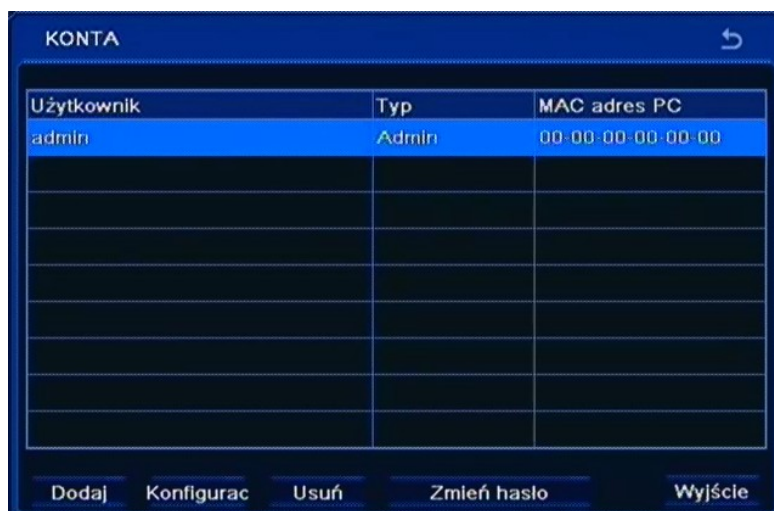 KONTA
Użytkownik Typ MAC adres PC
admin Admin 00-00-00-00-00-00
Dodaj Konfigurac Usuń Zmień hasło Wyjście